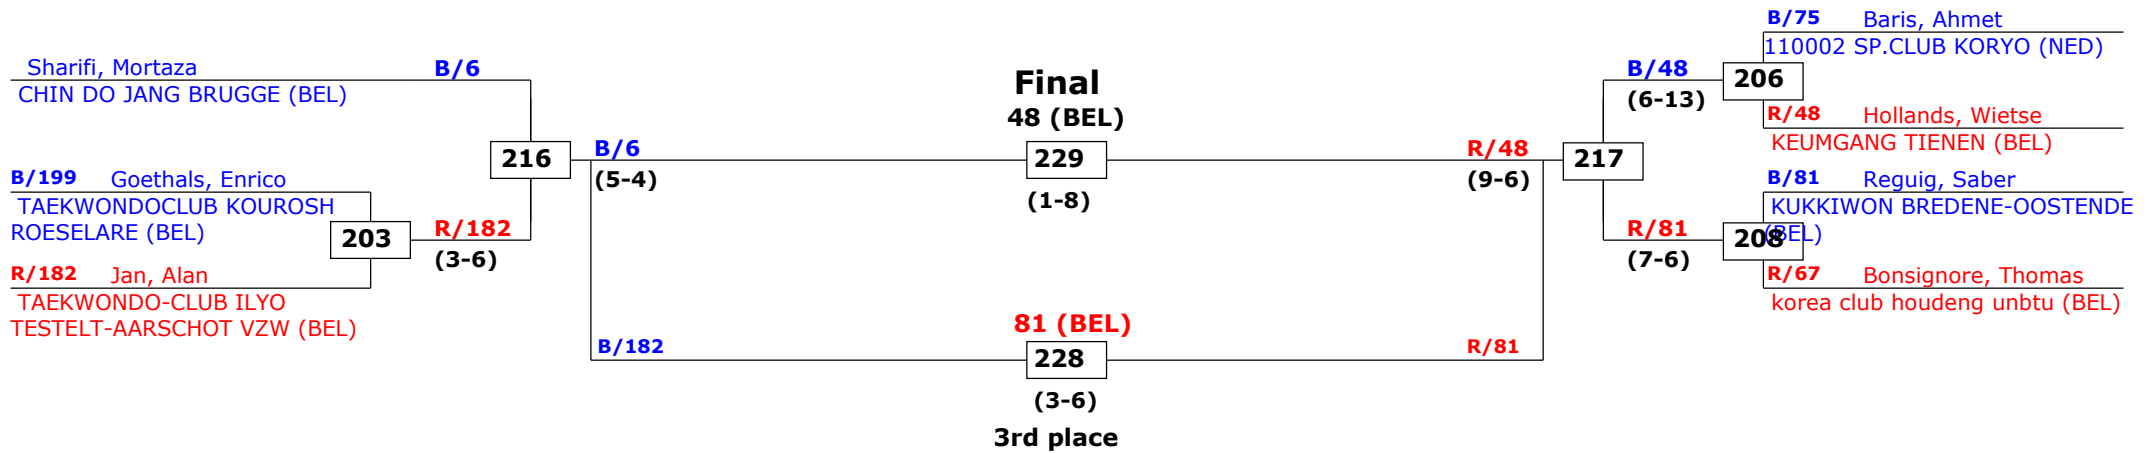 B/75 Baris, Ahmet
110002 SP.CLUB KORYO (NED)
Sharifi, Mortaza
CHIN DO JANG BRUGGE (BEL)
B/6
Final
48 (BEL)
B/48
(6-13)
206
R/48 Hollands, Wietse
KEUMGANG TIENEN (BEL)
216
B/6
(5-4)
229
(1-8)
R/48
(9-6)
217
B/199 Goethals, Enrico
TAEKWONDOCLUB KOUROSH
ROESELARE (BEL)
203
R/182
(3-6)
R/182 Jan, Alan
TAEKWONDO-CLUB ILYO
TESTELT-AARSCHOT VZW (BEL)
B/81 Reguig, Saber
KUKKIWON BREDENE-OOSTENDE
(BEL)
R/81
(7-6)
208
R/67 Bonsignore, Thomas
korea club houdeng unbtu (BEL)
81 (BEL)
B/182
228
R/81
(3-6)
3rd place